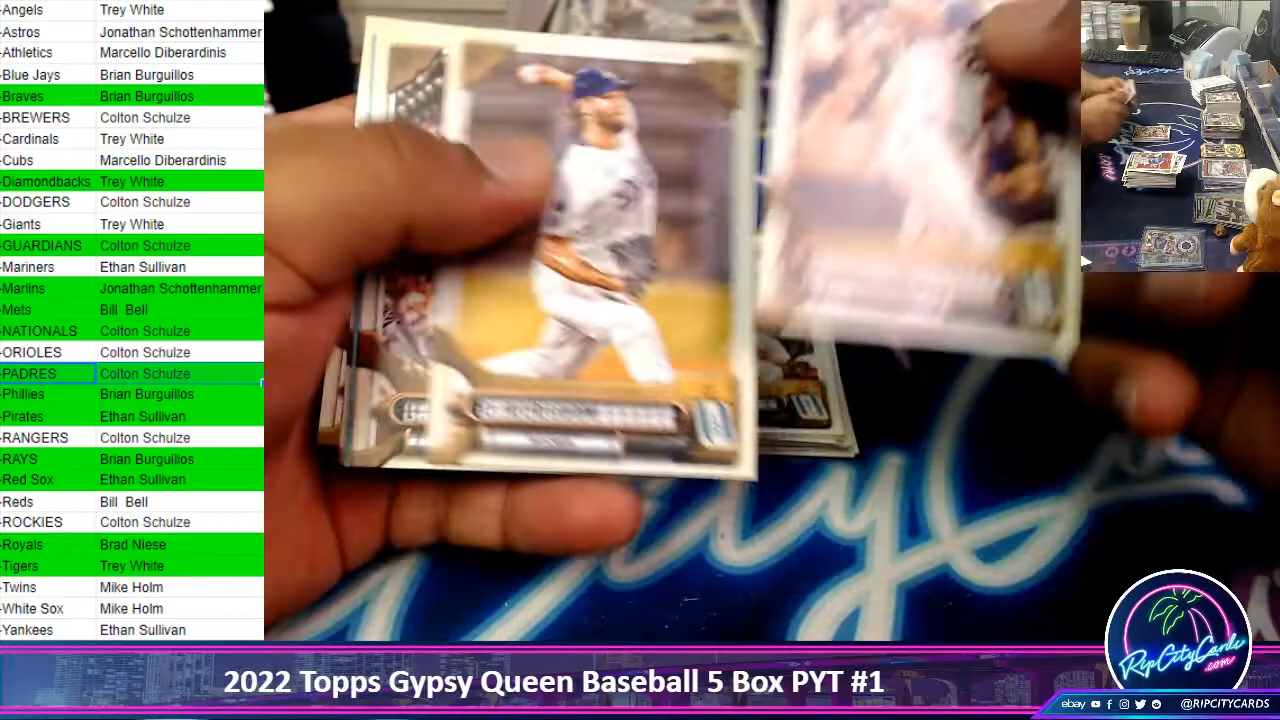 -Angels Trey White
-Astros Jonathan Schottenhammer
-Athletics Marcello Diberardinis
-Blue Jays Brian Burguillos
-Braves Brian Burguillos
-BREWERS Colton Schulze
-Cardinals Trey White
-Cubs Marcello Diberardinis
-Diamondbacks Trey White
-DODGERS Colton Schulze
-Giants Trey White
-GUARDIANS Colton Schulze
-Mariners Ethan Sullivan
-Marlins Jonathan Schottenhammer
-Mets Bill Bell
-NATIONALS Colton Schulze
-ORIOLES Colton Schulze
-PADRES Colton Schulze
-Phillies Brian Burguillos
-Pirates Ethan Sullivan
-RANGERS Colton Schulze
-RAYS Brian Burguillos
-Red Sox Ethan Sullivan
-Reds Bill Bell
-ROCKIES Colton Schulze
-Royals Brad Niese
-Tigers Trey White
-Twins Mike Holm
-White Sox Mike Holm
-Yankees Ethan Sullivan
RipCityCards
.com
2022 Topps Gypsy Queen Baseball 5 Box PYT #1
ebay @RIPCITYCARDS